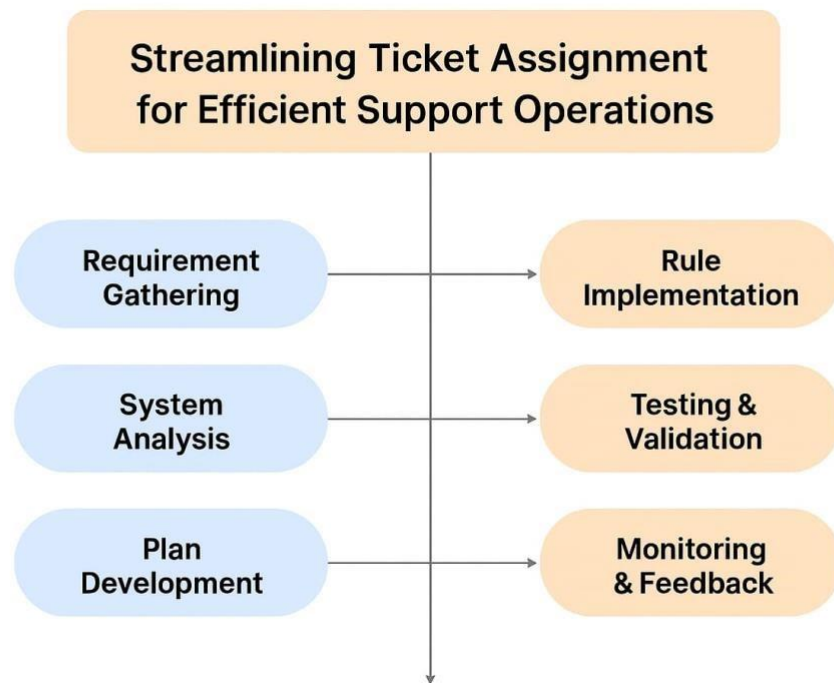 Streamlining Ticket Assignment
for Efficient Support Operations
Requirement
Gathering
Rule
Implementation
System
Analysis
Testing &
Validation
Plan
Development
Monitoring
& Feedback